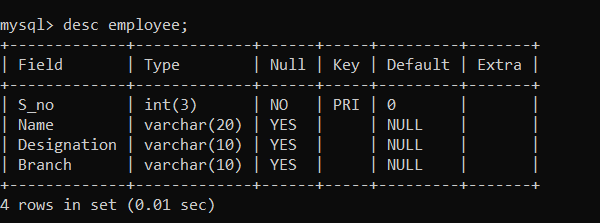 mysql> desc employee;
+-------------+-------------+------+-----+---------+-------+
| Field       | Type        | Null | Key | Default | Extra |
+-------------+-------------+------+-----+---------+-------+
| S_no        | int(3)      | NO   | PRI | 0       |       |
| Name        | varchar(20) | YES  |     | NULL    |       |
| Designation | varchar(10) | YES  |     | NULL    |       |
| Branch      | varchar(10) | YES  |     | NULL    |       |
+-------------+-------------+------+-----+---------+-------+
4 rows in set (0.01 sec)